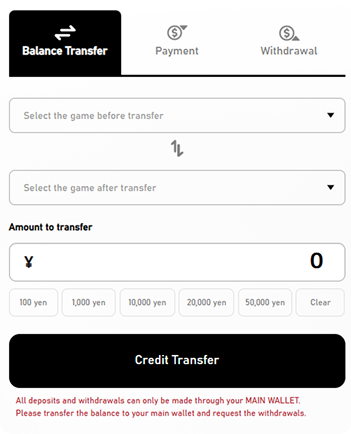 Balance Transfer
Payment
Withdrawal
Select the game before transfer
Select the game after transfer
Amount to transfer
¥ 0
100 yen 1,000 yen 10,000 yen 20,000 yen 50,000 yen Clear
Credit Transfer
All deposits and withdrawals can only be made through your MAIN WALLET.
Please transfer the balance to your main wallet and request the withdrawals.